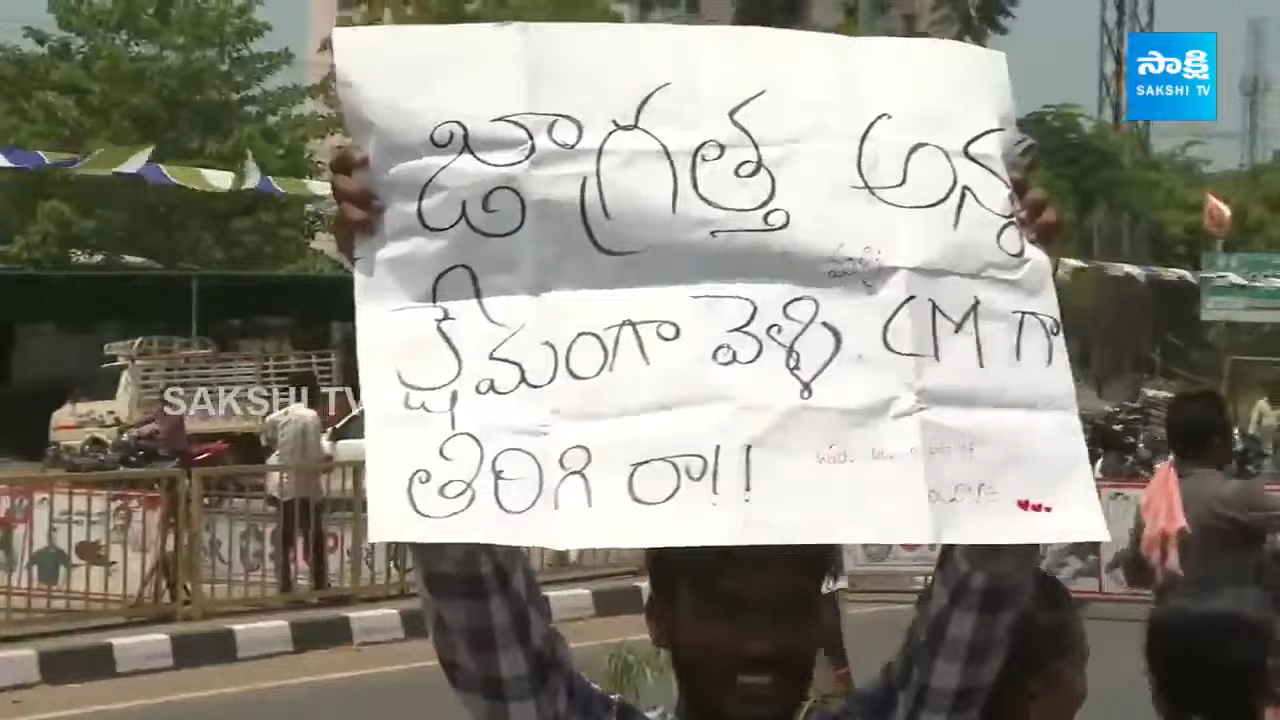 సాక్షి
SAKSHI TV
జాగ్రత్త అన్న
క్షేమంగా వెళ్ళి CM గా
తిరిగి రా!!
SAKSHI TV